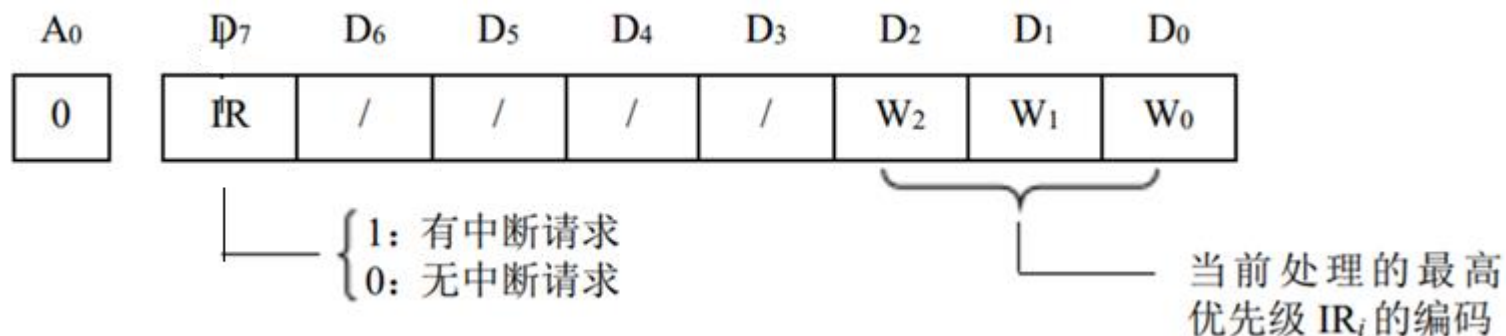 A₀ D₇ D₆ D₅ D₄ D₃ D₂ D₁ D₀
0 IR / / / / W₂ W₁ W₀
1: 有中断请求
0: 无中断请求
当前处理的最高
优先级 IRᵢ 的编码